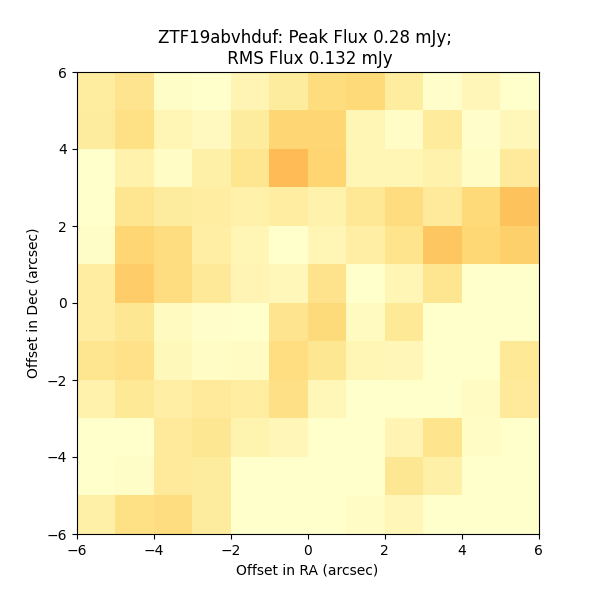 ZTF19abvhduf: Peak Flux 0.28 mJy;
RMS Flux 0.132 mJy
6
4
2
0
−2
−4
−6
Offset in Dec (arcsec)
−6 −4 −2 0 2 4 6
Offset in RA (arcsec)